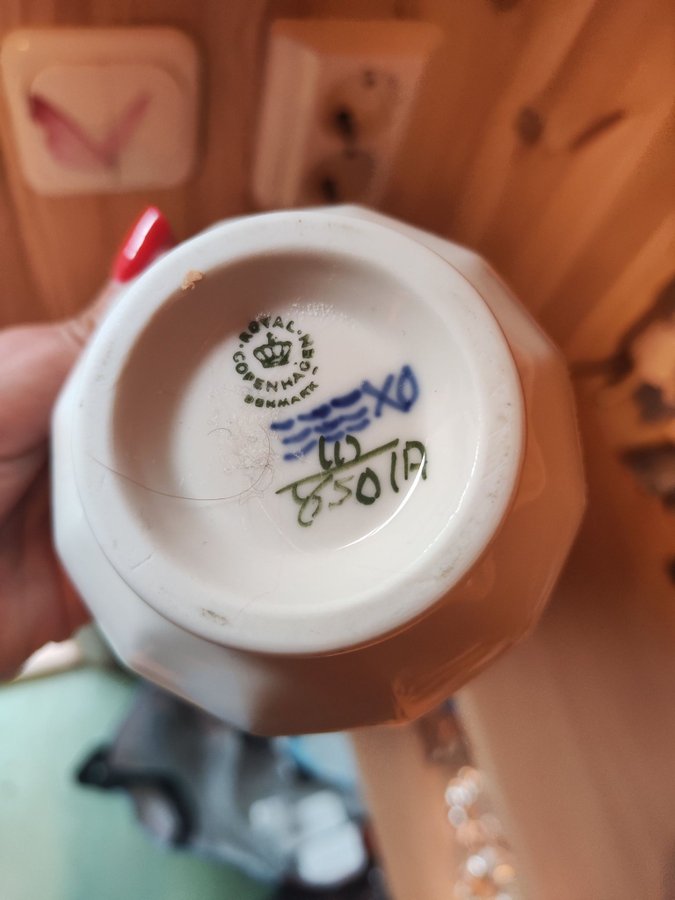 ROYAL
COPENHAGEN
DENMARK
XO
W
8501A